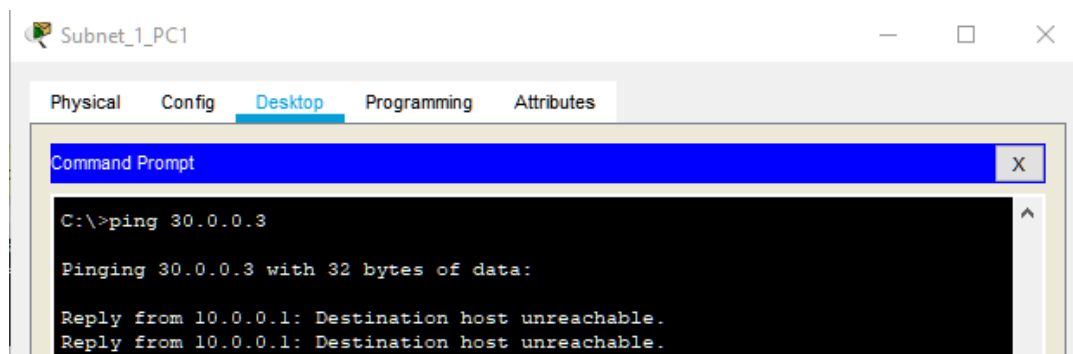 Subnet_1_PC1
Physical Config Desktop Programming Attributes
Command Prompt
X
C:\>ping 30.0.0.3
Pinging 30.0.0.3 with 32 bytes of data:
Reply from 10.0.0.1: Destination host unreachable.
Reply from 10.0.0.1: Destination host unreachable.